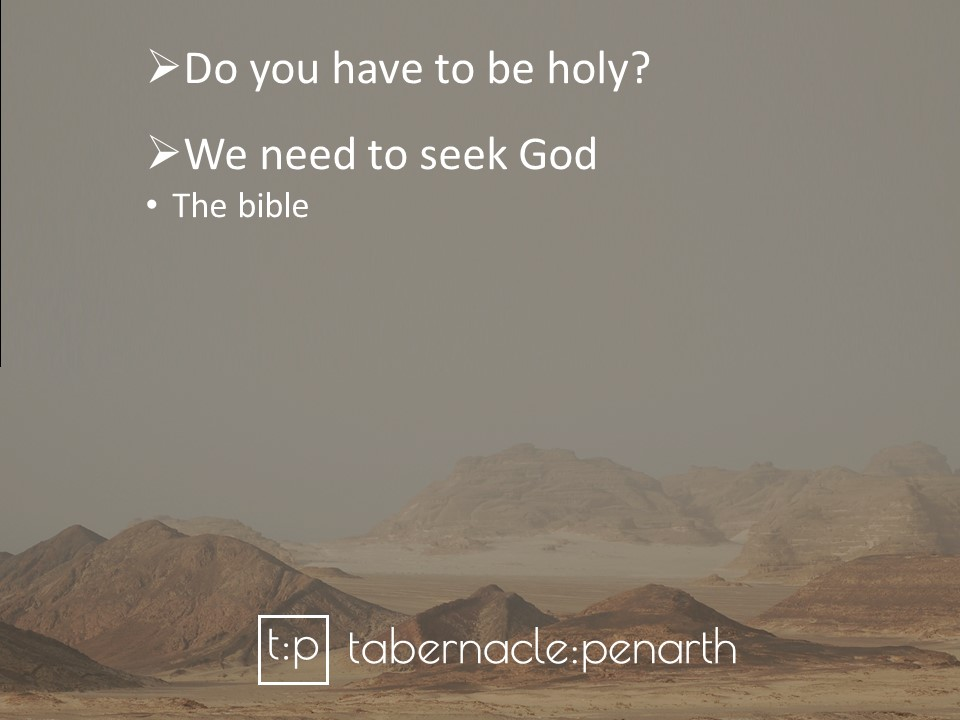 ➢Do you have to be holy?
➢We need to seek God
• The bible
t:p tabernacle:penarth